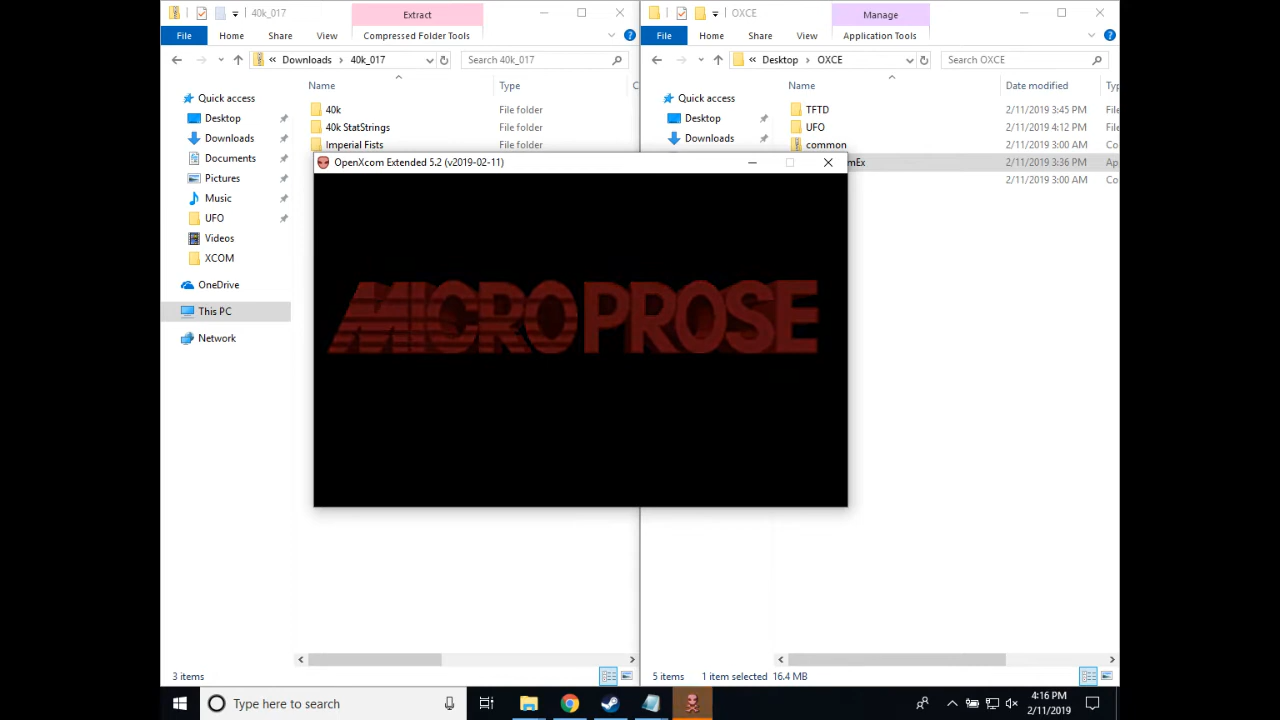 40k_017
Extract
File
Home
Share
View
Compressed Folder Tools
Downloads
40k_017
Search 40k_017
Name
Type
Quick access
Desktop
Downloads
Documents
Pictures
Music
UFO
Videos
XCOM
OneDrive
This PC
Network
40k
File folder
40k StatStrings
File folder
Imperial Fists
File folder
3 items
OXCE
Manage
File
Home
Share
View
Application Tools
Desktop
OXCE
Search OXCE
Name
Date modified
Quick access
Desktop
Downloads
TFTD
2/11/2019 3:45 PM
File
UFO
2/11/2019 4:12 PM
File
common
2/11/2019 3:00 AM
Co
mEx
2/11/2019 3:36 PM
Ap
2/11/2019 3:00 AM
Co
5 items
1 item selected 16.4 MB
OpenXcom Extended 5.2 (v2019-02-11)
MICROPROSE
Type here to search
4:16 PM
2/11/2019